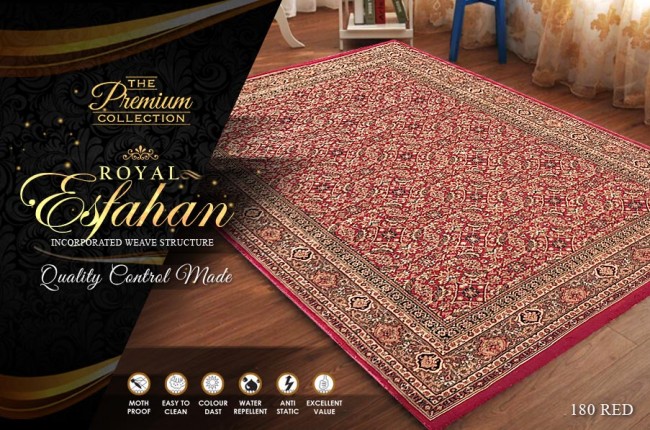 THE
Premium
COLLECTION
ROYAL
Esfahan
INCORPORATED WEAVE STRUCTURE
Quality Control Made
MOTH PROOF
EASY TO CLEAN
COLOUR DAST
WATER REPELLENT
ANTI STATIC
EXCELLENT VALUE
180 RED